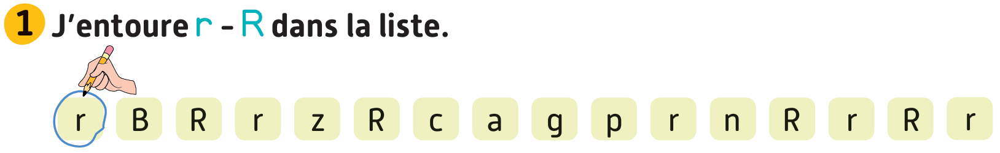 1 J’entoure r - R dans la liste.
r B R r z R c a g p r n R r R r